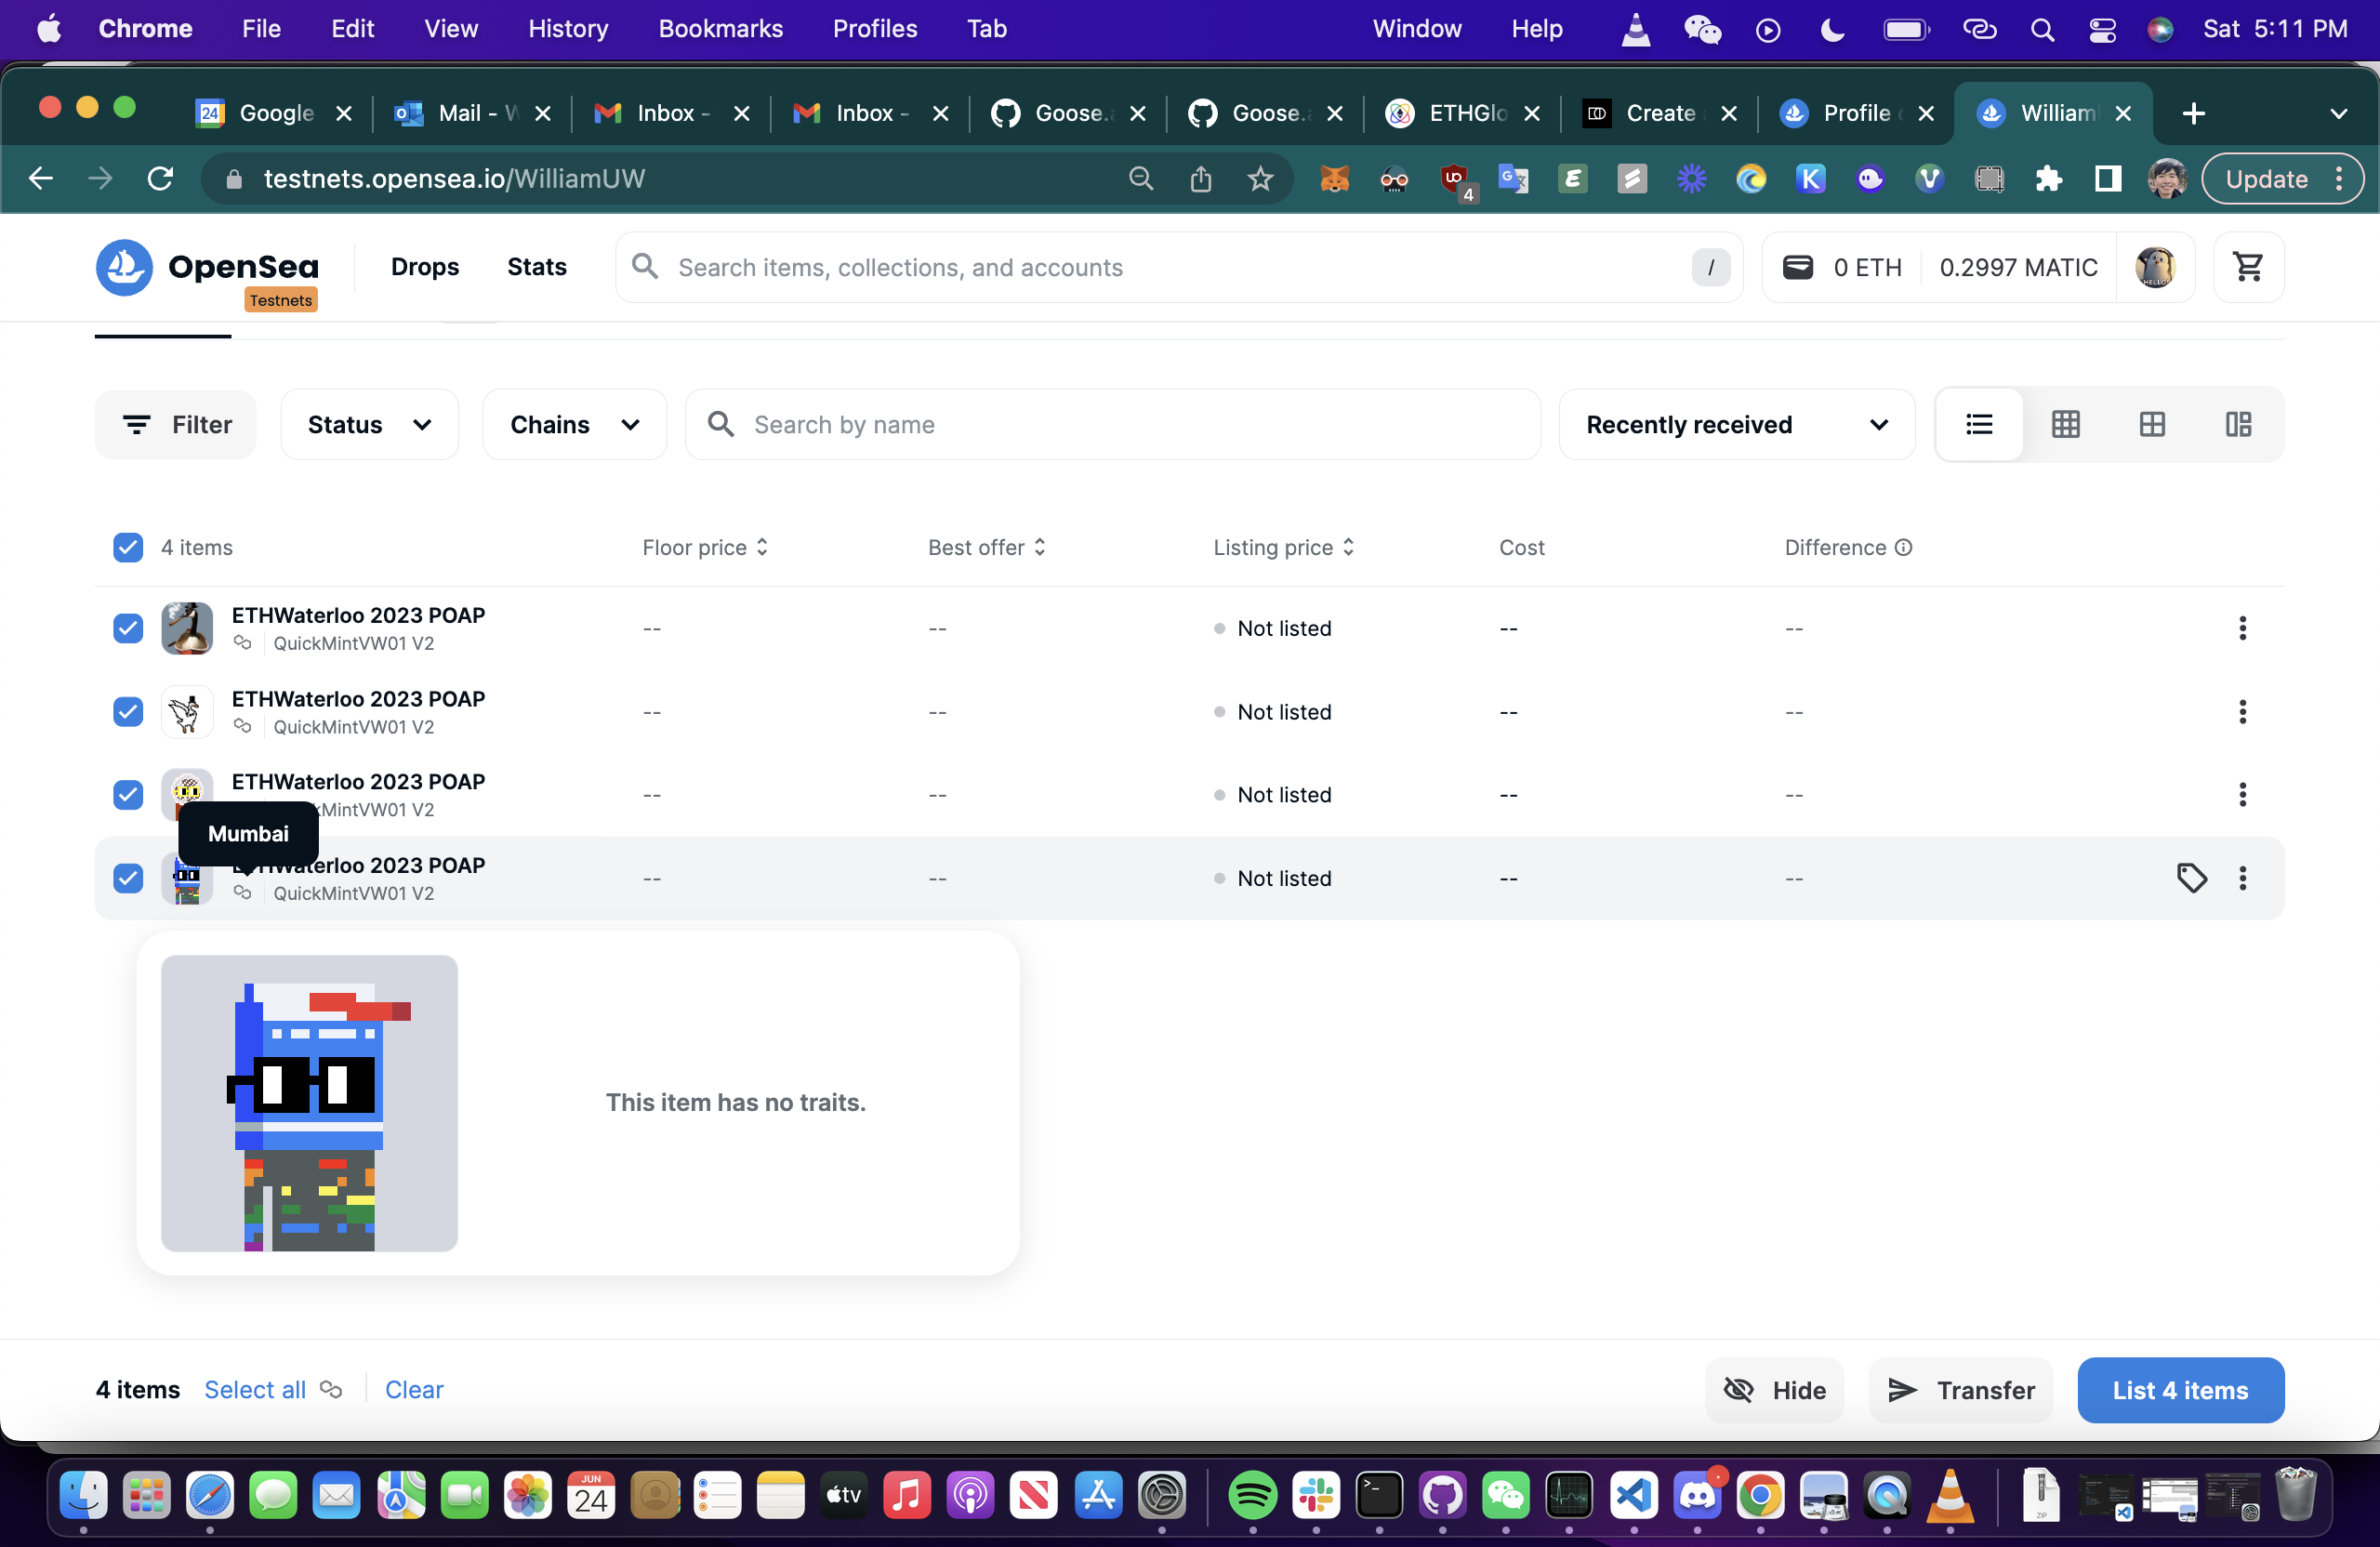 Chrome File Edit View History Bookmarks Profiles Tab Window Help Sat 5:11 PM
24 Google Mail - W Inbox - Inbox - Goose. Goose. ETHGlo Create Profile William
testnets.opensea.io/WilliamUW 4 Update
OpenSea Testnets Drops Stats Search items, collections, and accounts / 0 ETH 0.2997 MATIC
Filter Status Chains Search by name Recently received
4 items Floor price Best offer Listing price Cost Difference
ETHWaterloo 2023 POAP
QuickMintVW01 V2
-- -- Not listed -- --
ETHWaterloo 2023 POAP
QuickMintVW01 V2
-- -- Not listed -- --
ETHWaterloo 2023 POAP
kMintVW01 V2
-- -- Not listed -- --
Mumbai
ETHWaterloo 2023 POAP
QuickMintVW01 V2
-- -- Not listed -- --
This item has no traits.
4 items Select all Clear Hide Transfer List 4 items
JUN
24
tv
ZIP